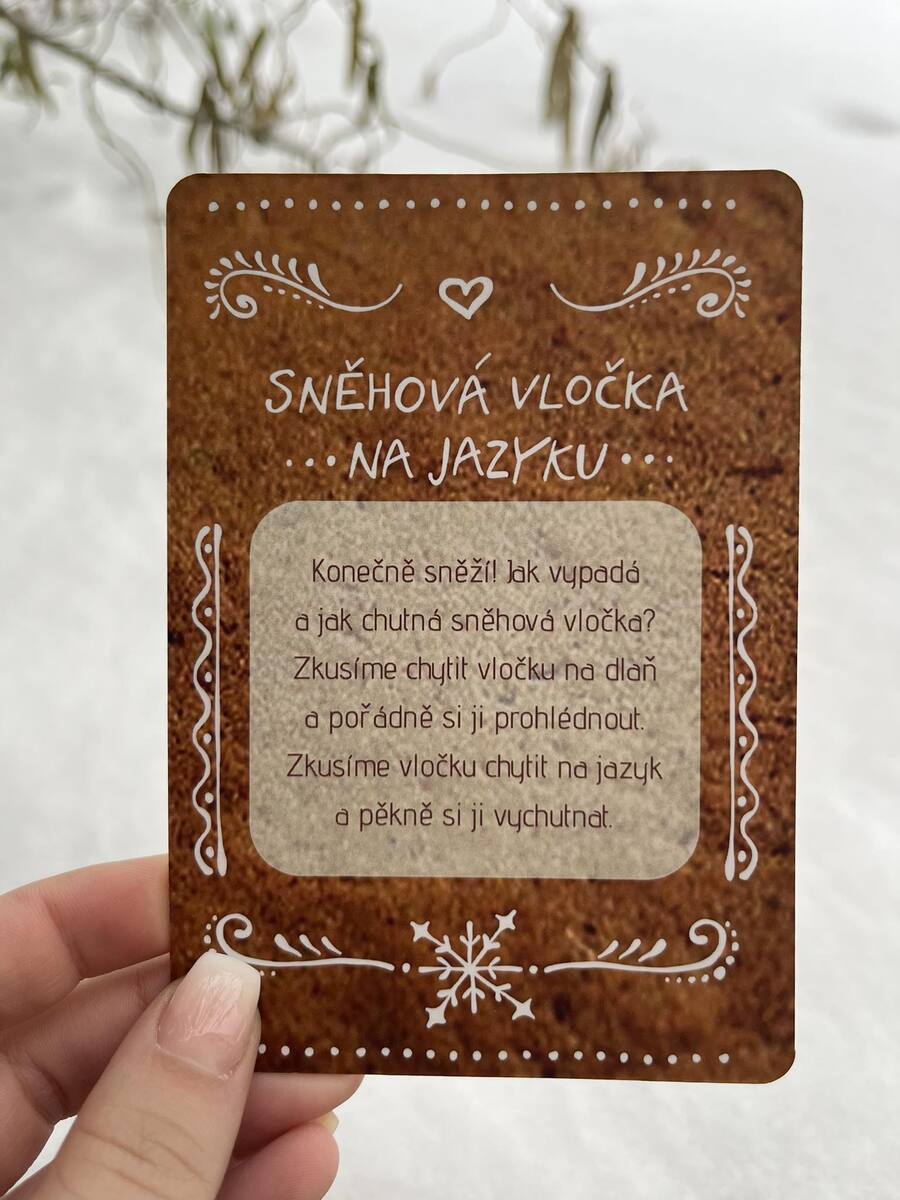 SNĚHOVÁ VLOČKA
...NA JAZYKU...
Konečně sněží! Jak vypadá
a jak chutná sněhová vločka?
Zkusíme chytit vločku na dlaň
a pořádně si ji prohlédnout.
Zkusíme vločku chytit na jazyk
a pěkně si ji vychutnat.